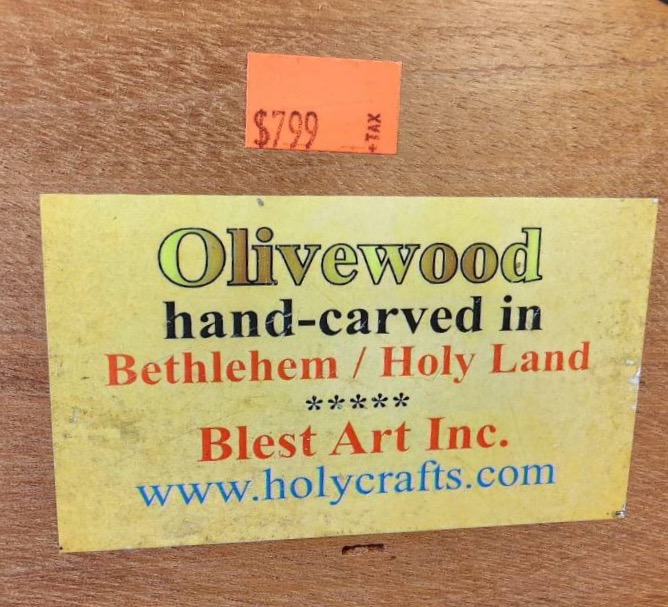 $799
+ TAX
Olivewood
hand-carved in
Bethlehem / Holy Land
*****
Blest Art Inc.
www.holycrafts.com